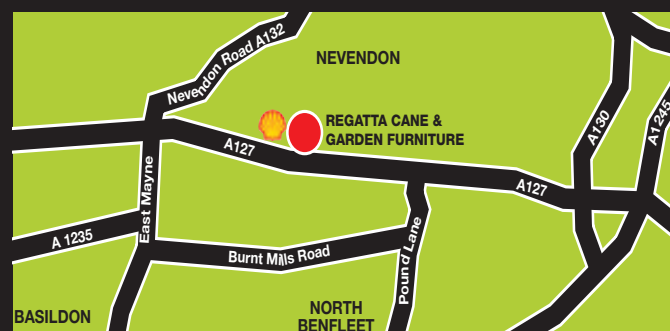 Nevendon Road A132
NEVENDON
REGATTA CANE &
GARDEN FURNITURE
A127
A130
A1245
A127
East Mayne
A 1235
Burnt Mills Road
Pound Lane
BASILDON
NORTH
BENFLEET